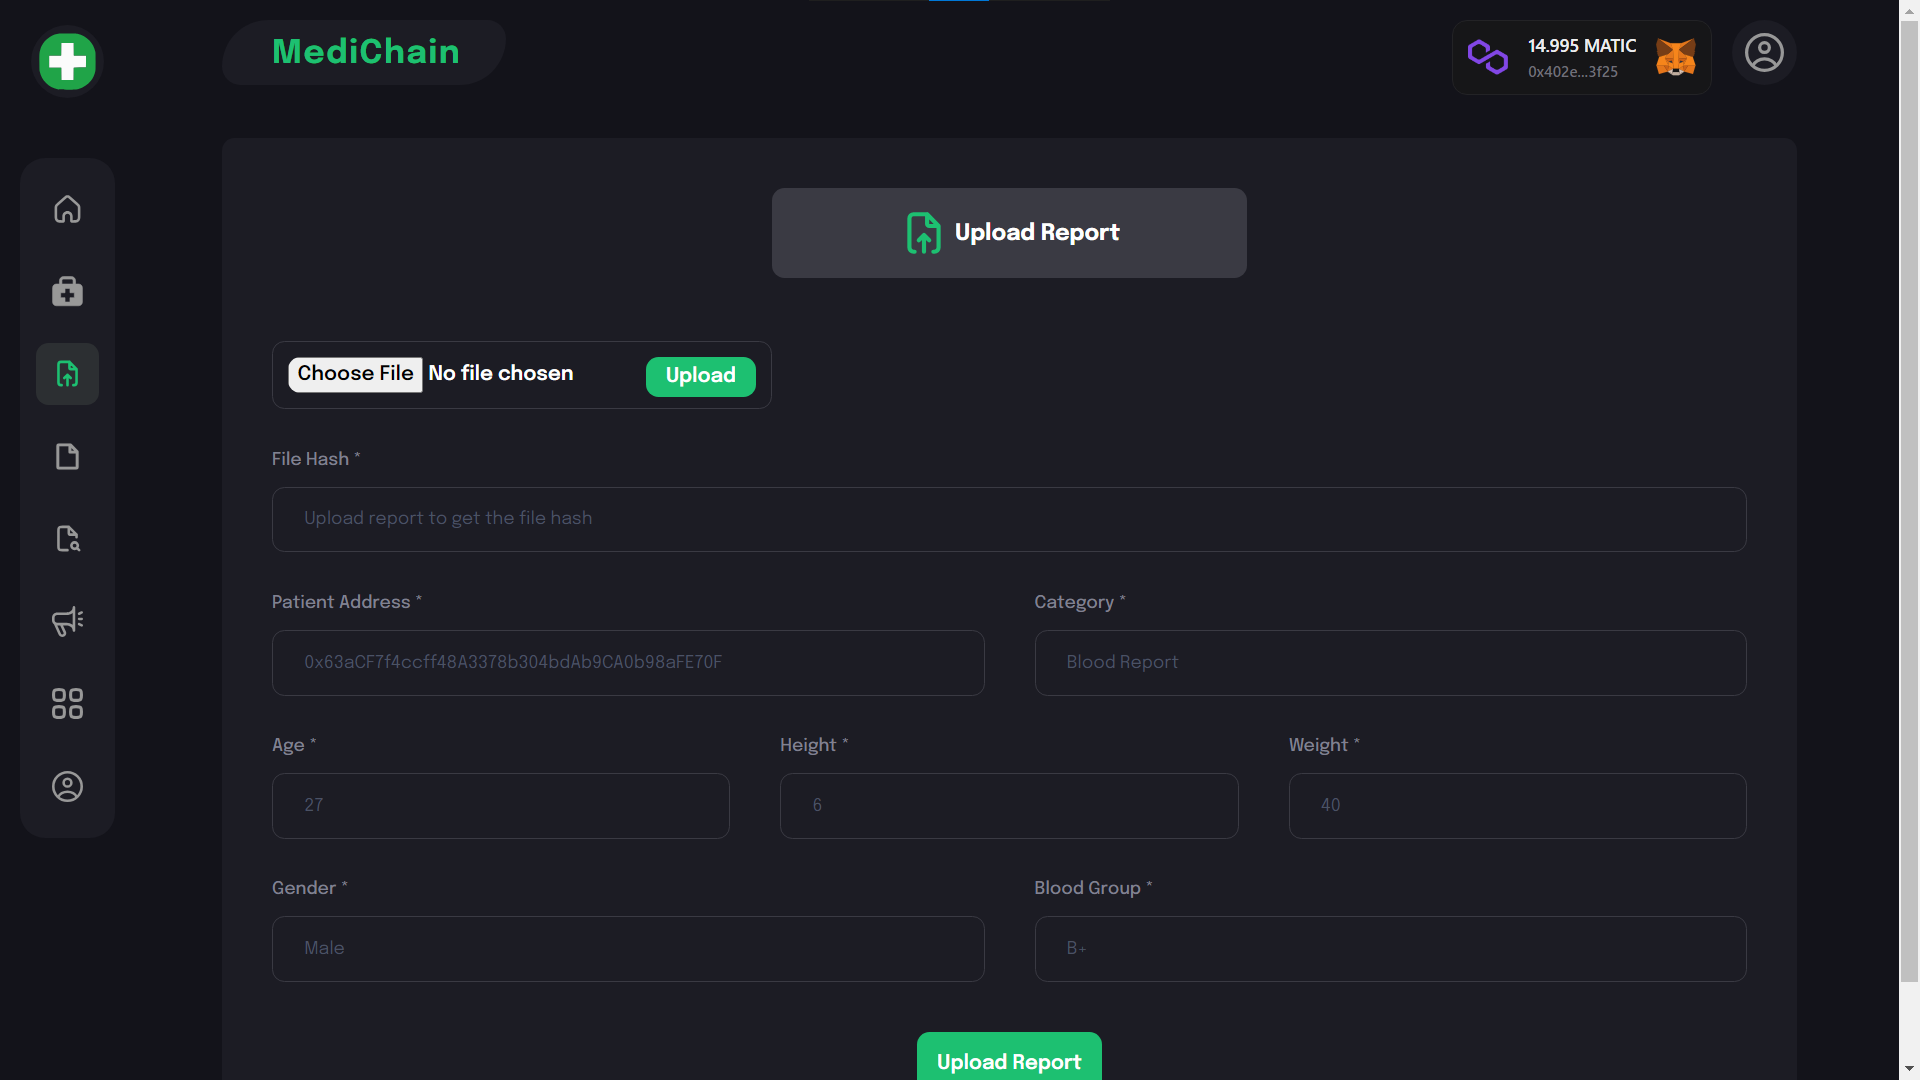 MediChain
14.995 MATIC
0x402e...3f25
Upload Report
Choose File No file chosen
Upload
File Hash *
Upload report to get the file hash
Patient Address *
Category *
0x63aCF7f4ccff48A3378b304bdAb9CA0b98aFE70F
Blood Report
Age *
Height *
Weight *
27
6
40
Gender *
Blood Group *
Male
B+
Upload Report